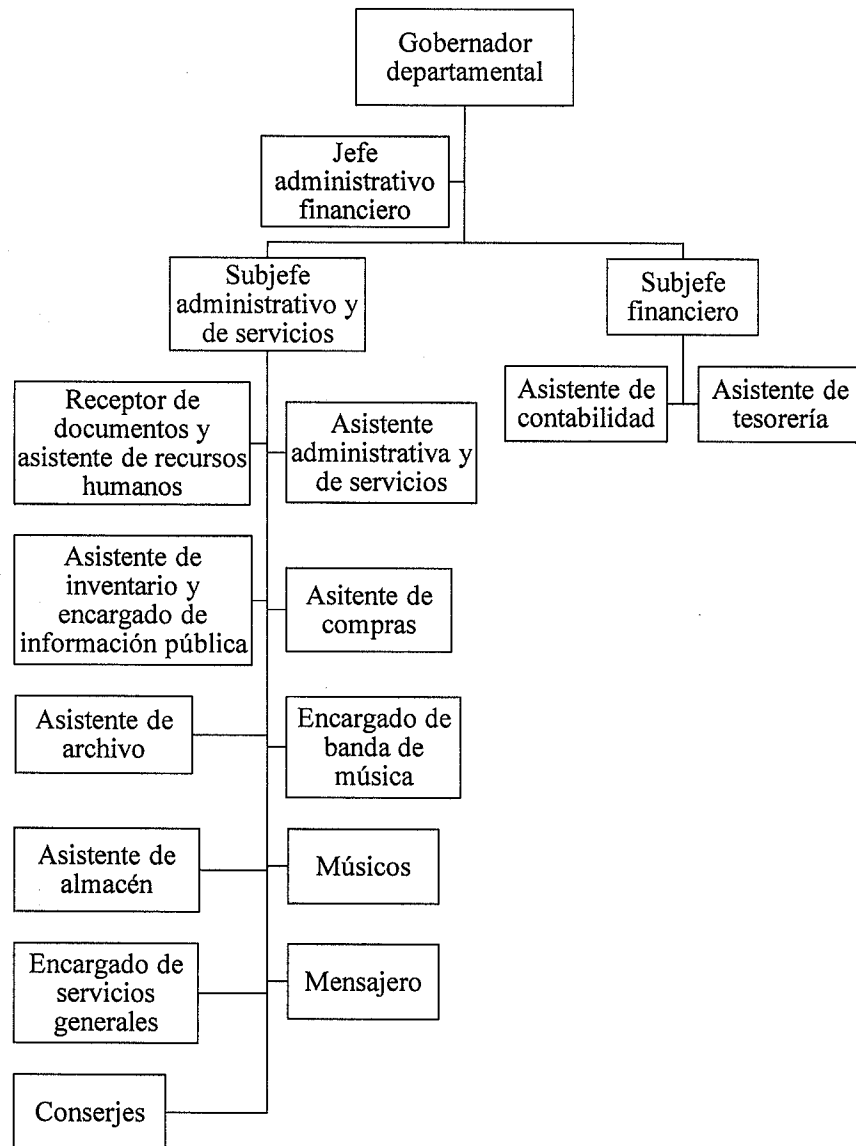 Gobernador
departamental
Jefe
administrativo
financiero
Subjefe
administrativo y
de servicios
Subjefe
financiero
Receptor de
documentos y
asistente de recursos
humanos
Asistente
administrativa y
de servicios
Asistente de
contabilidad
Asistente de
tesorería
Asistente de
inventario y
encargado de
información pública
Asitente de
compras
Asistente de
archivo
Encargado de
banda de
música
Asistente de
almacén
Músicos
Encargado de
servicios
generales
Mensajero
Conserjes